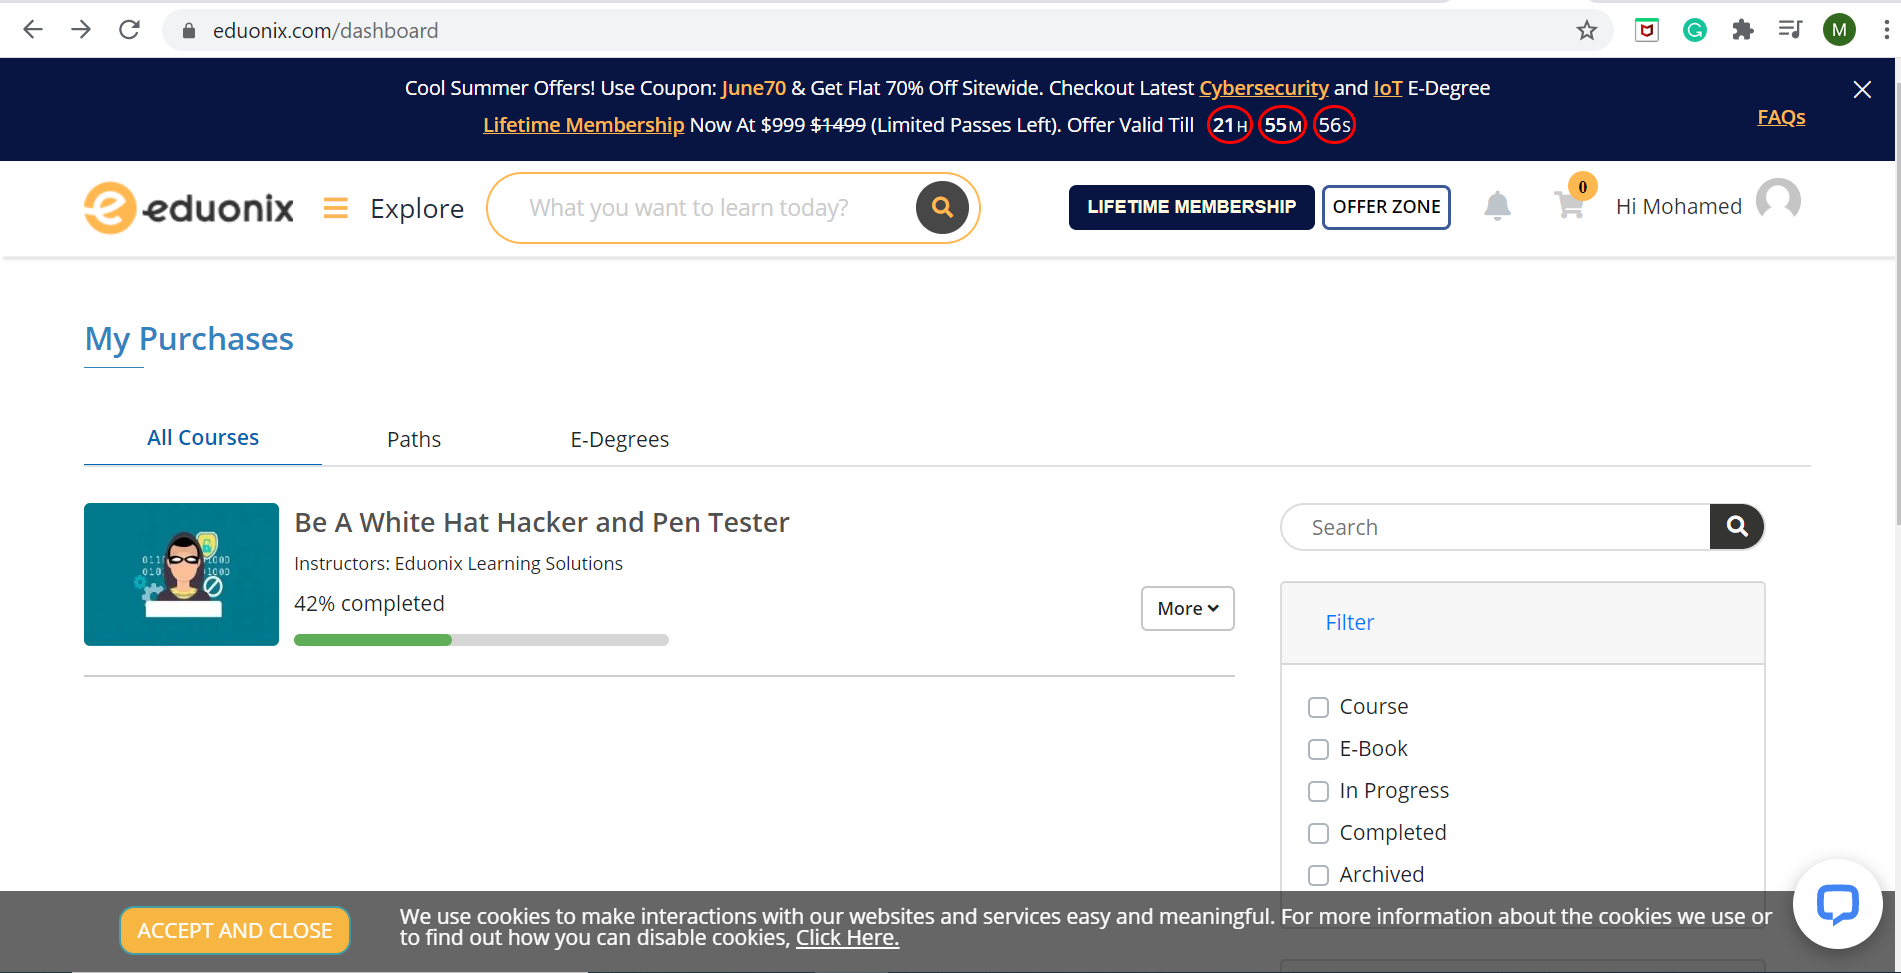 eduonix.com/dashboard
M
Cool Summer Offers! Use Coupon: June70 & Get Flat 70% Off Sitewide. Checkout Latest Cybersecurity and IoT E-Degree
Lifetime Membership Now At $999 $1499 (Limited Passes Left). Offer Valid Till 21H 55M 56S
FAQs
eduonix
Explore
What you want to learn today?
LIFETIME MEMBERSHIP
OFFER ZONE
0
Hi Mohamed
My Purchases
All Courses
Paths
E-Degrees
Be A White Hat Hacker and Pen Tester
Instructors: Eduonix Learning Solutions
42% completed
More
Search
Filter
Course
E-Book
In Progress
Completed
Archived
ACCEPT AND CLOSE
We use cookies to make interactions with our websites and services easy and meaningful. For more information about the cookies we use or
to find out how you can disable cookies, Click Here.